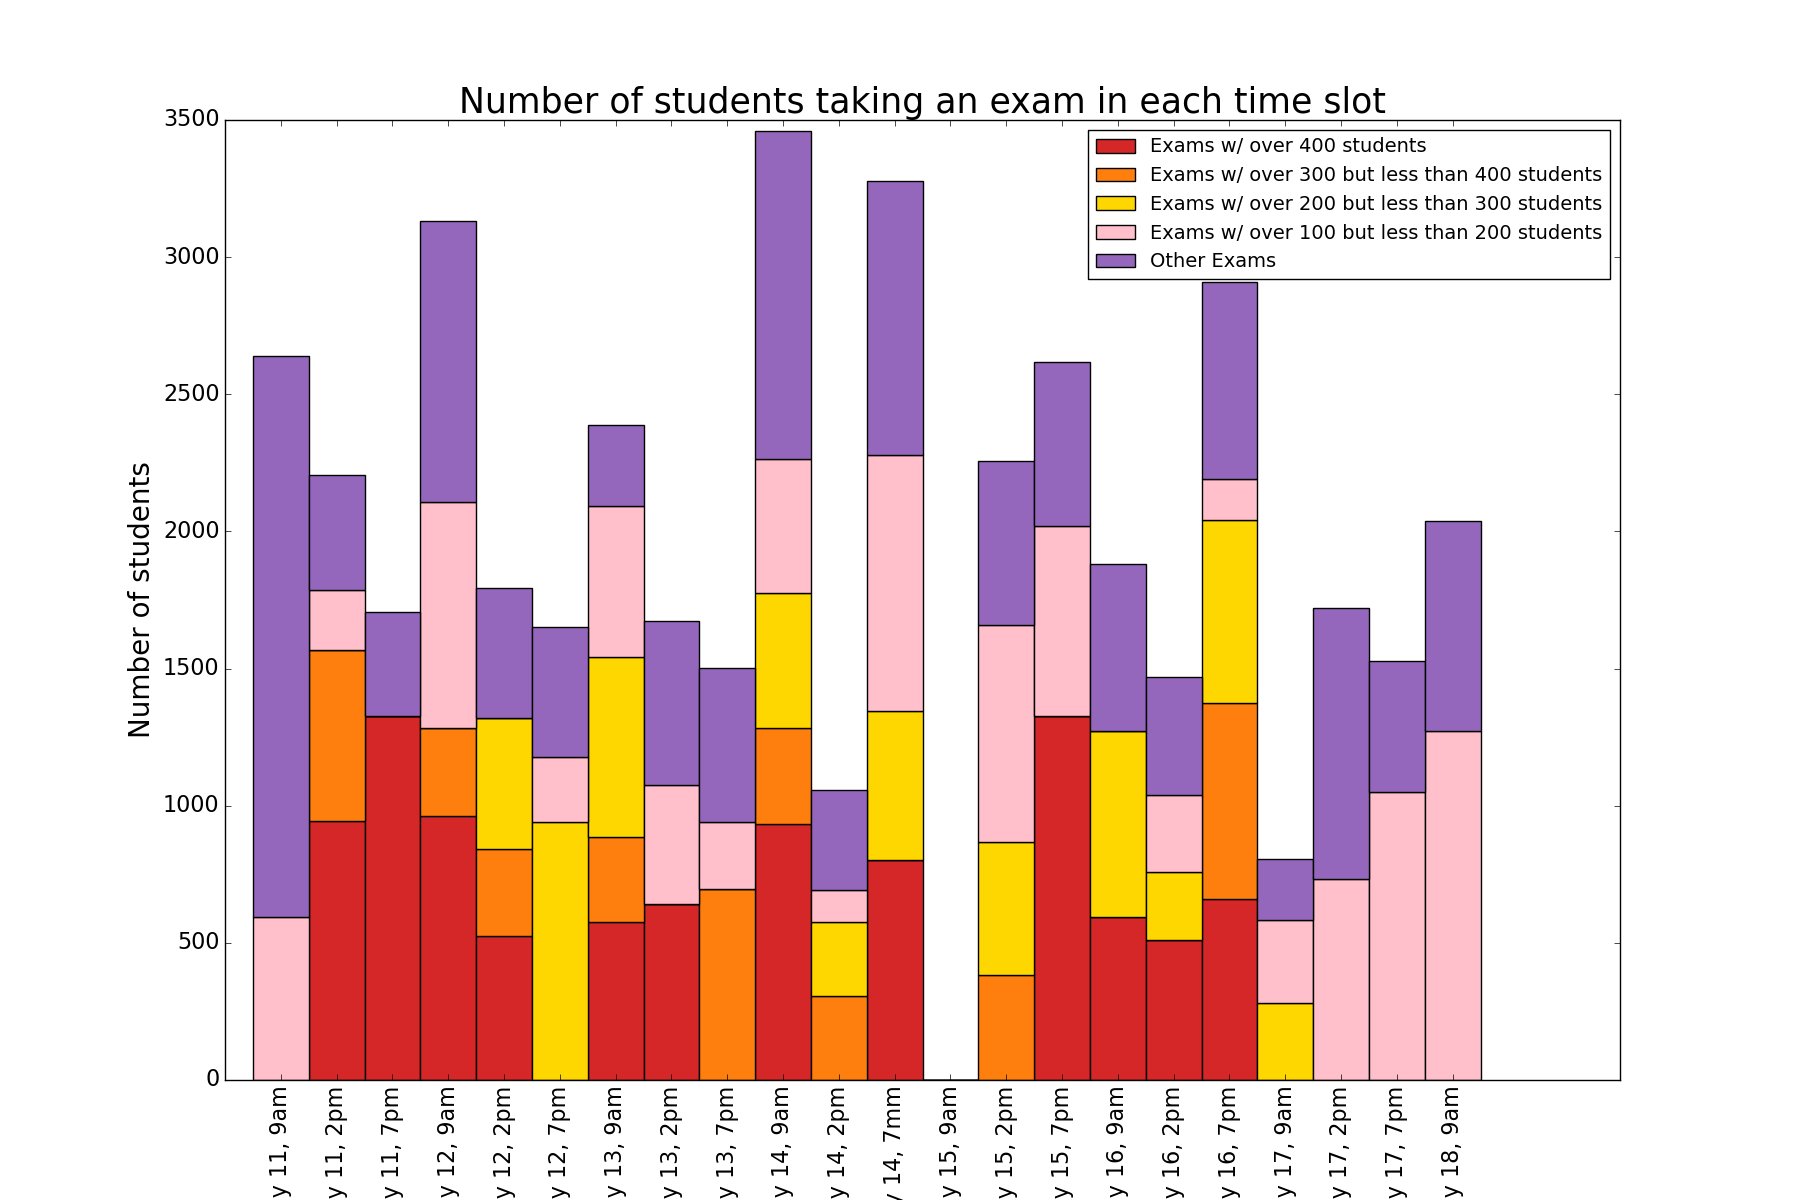 Number of students taking an exam in each time slot
Exams w/ over 400 students
Exams w/ over 300 but less than 400 students
Exams w/ over 200 but less than 300 students
Exams w/ over 100 but less than 200 students
Other Exams
Number of students
3500
3000
2500
2000
1500
1000
500
0
y 11, 9am
y 11, 2pm
y 11, 7pm
y 12, 9am
y 12, 2pm
y 12, 7pm
y 13, 9am
y 13, 2pm
y 13, 7pm
y 14, 9am
y 14, 2pm
y 14, 7mm
y 15, 9am
y 15, 2pm
y 15, 7pm
y 16, 9am
y 16, 2pm
y 16, 7pm
y 17, 9am
y 17, 2pm
y 17, 7pm
y 18, 9am